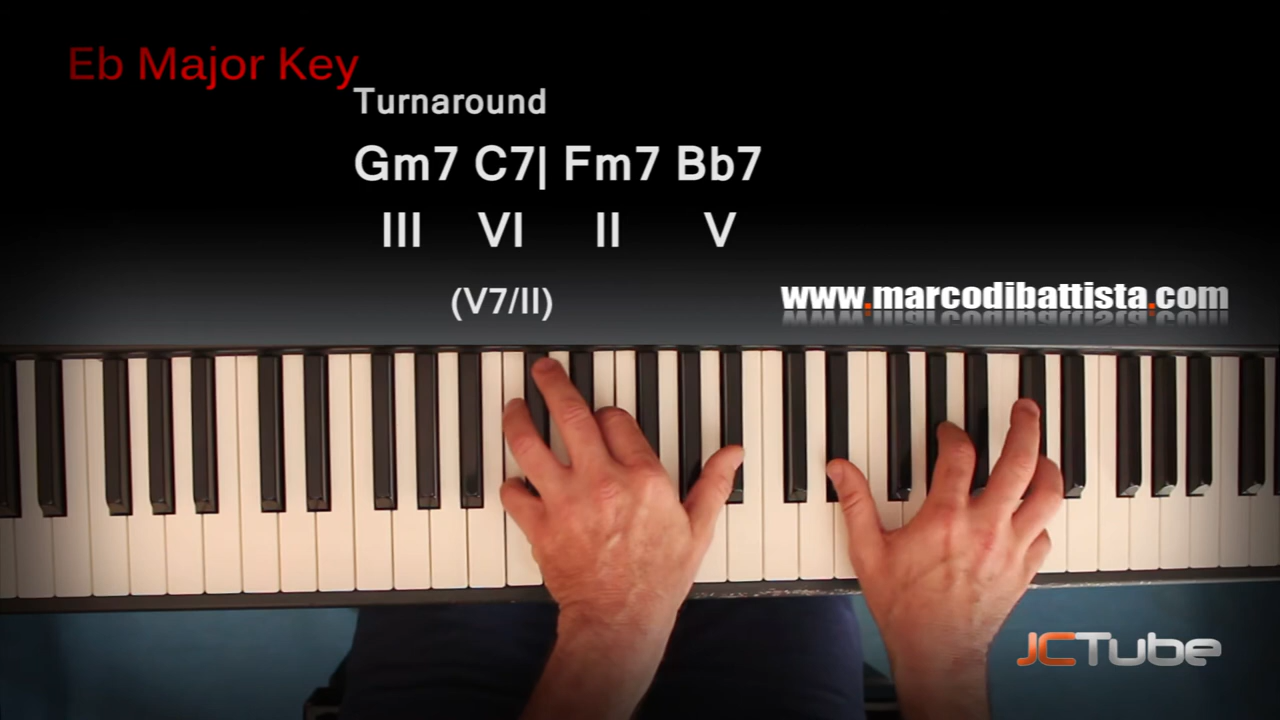 Eb Major Key
Turnaround
Gm7 C7| Fm7 Bb7
III VI II V
(V7/II)
www.marcodibattista.com
JCTube